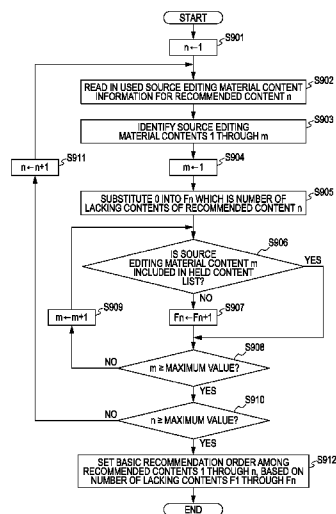 START
S901
n←1
S902
READ IN USED SOURCE EDITING MATERIAL CONTENT
INFORMATION FOR RECOMMENDED CONTENT n
S903
IDENTIFY SOURCE EDITING
MATERIAL CONTENTS 1 THROUGH m
S911
n←n+1
S904
m←1
S905
SUBSTITUTE 0 INTO Fn WHICH IS NUMBER OF
LACKING CONTENTS OF RECOMMENDED CONTENT n
S906
IS SOURCE
EDITING MATERIAL CONTENT m
INCLUDED IN HELD CONTENT
LIST?
YES
NO
S909
m←m+1
S907
Fn←Fn+1
S908
m ≥ MAXIMUM VALUE?
NO
YES
S910
n ≥ MAXIMUM VALUE?
NO
YES
S912
SET BASIC RECOMMENDATION ORDER AMONG
RECOMMENDED CONTENTS 1 THROUGH n, BASED ON
NUMBER OF LACKING CONTENTS F1 THROUGH Fn
END